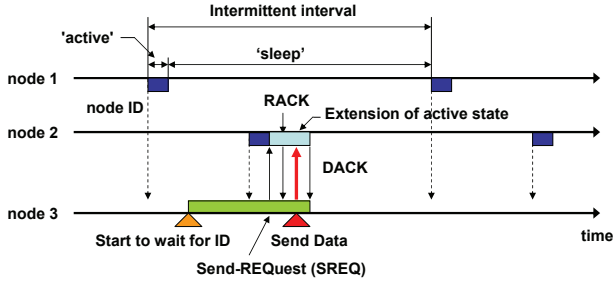 Intermittent interval
'active'
'sleep'
node 1
node ID
RACK
Extension of active state
node 2
DACK
node 3
time
Start to wait for ID
Send Data
Send-REQuest (SREQ)